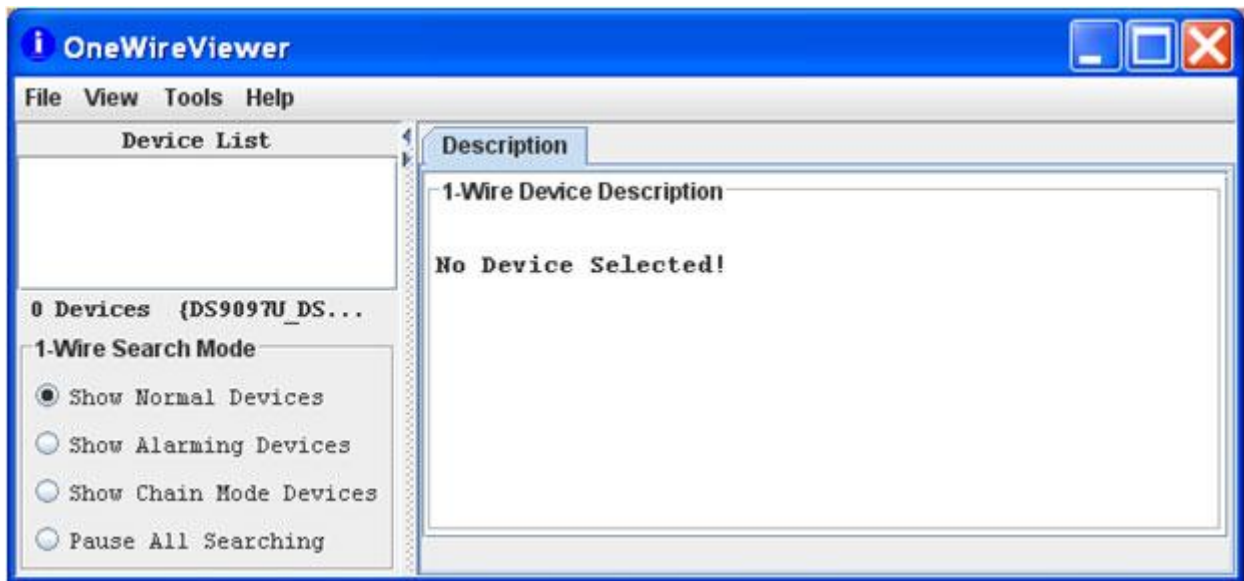 OneWireViewer
File View Tools Help
Device List
0 Devices {DS9097U_DS...
1-Wire Search Mode
Show Normal Devices
Show Alarming Devices
Show Chain Mode Devices
Pause All Searching
Description
1-Wire Device Description
No Device Selected!